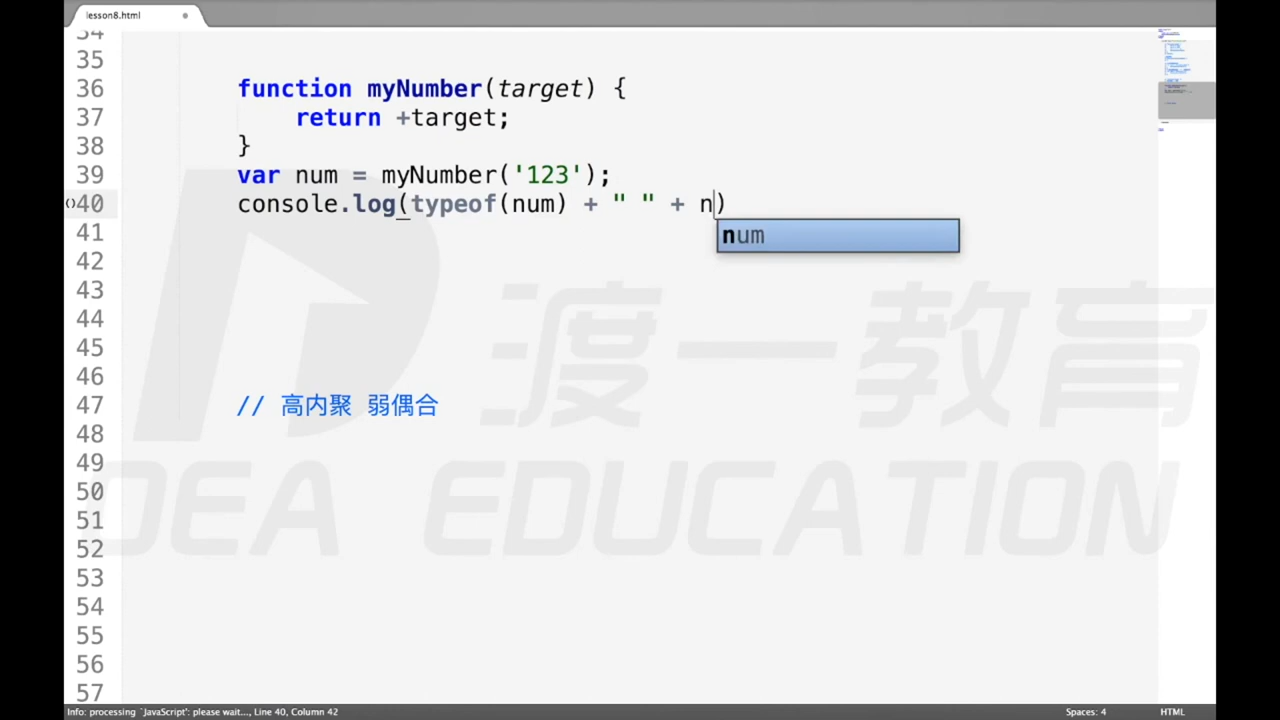 lesson8.html
34
35
36 function myNumber(target) {
37 return +target;
38 }
39 var num = myNumber('123');
40 console.log(typeof(num) + " " + n)
num
41
42
43
44
45
46
47 // 高内聚 弱偶合
48
49
50
51
52
53
54
55
56
57
渡一教育
DEA EDUCATION
Info: processing `JavaScript': please wait..., Line 40, Column 42 Spaces: 4 HTML